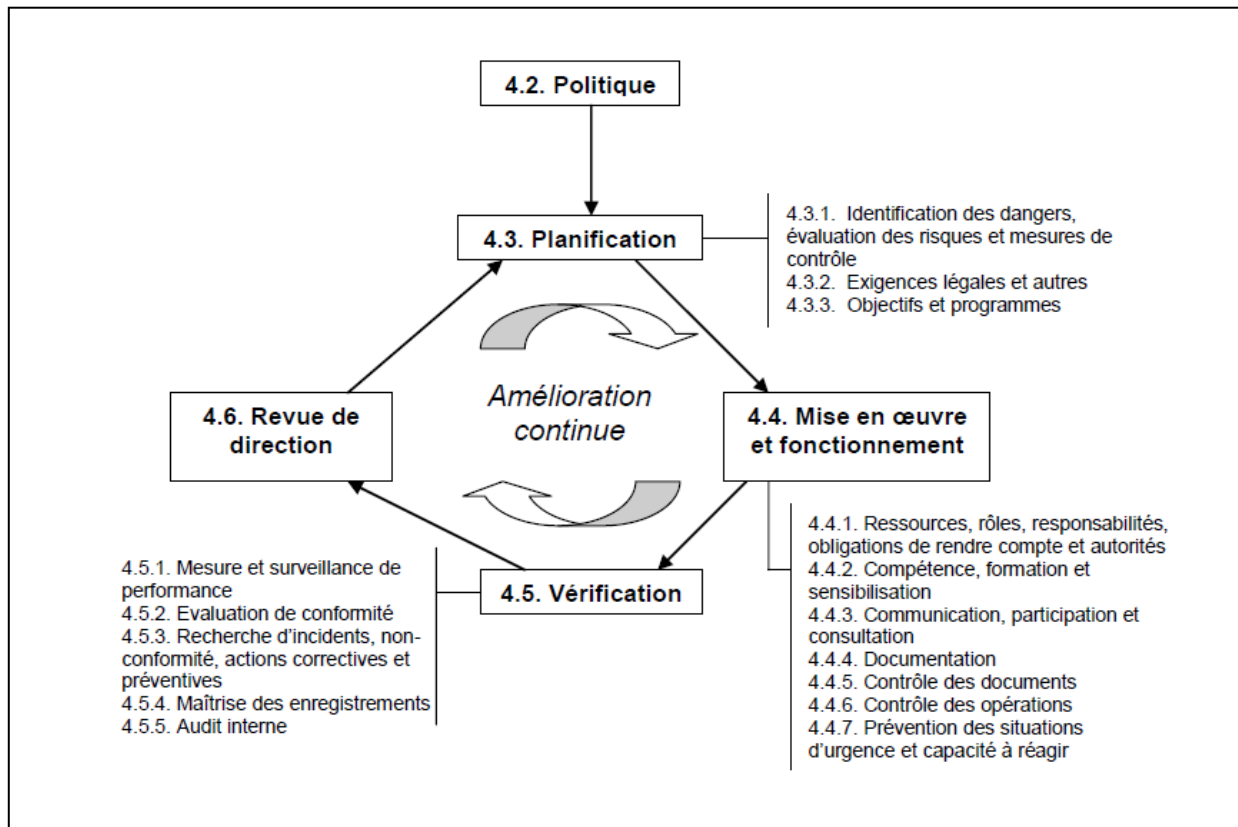 4.2. Politique
4.3. Planification
4.3.1. Identification des dangers,
évaluation des risques et mesures de
contrôle
4.3.2. Exigences légales et autres
4.3.3. Objectifs et programmes
Amélioration
continue
4.6. Revue de
direction
4.4. Mise en œuvre
et fonctionnement
4.4.1. Ressources, rôles, responsabilités,
obligations de rendre compte et autorités
4.4.2. Compétence, formation et
sensibilisation
4.4.3. Communication, participation et
consultation
4.4.4. Documentation
4.4.5. Contrôle des documents
4.4.6. Contrôle des opérations
4.4.7. Prévention des situations
d'urgence et capacité à réagir
4.5. Vérification
4.5.1. Mesure et surveillance de
performance
4.5.2. Evaluation de conformité
4.5.3. Recherche d'incidents, non-
conformité, actions correctives et
préventives
4.5.4. Maîtrise des enregistrements
4.5.5. Audit interne